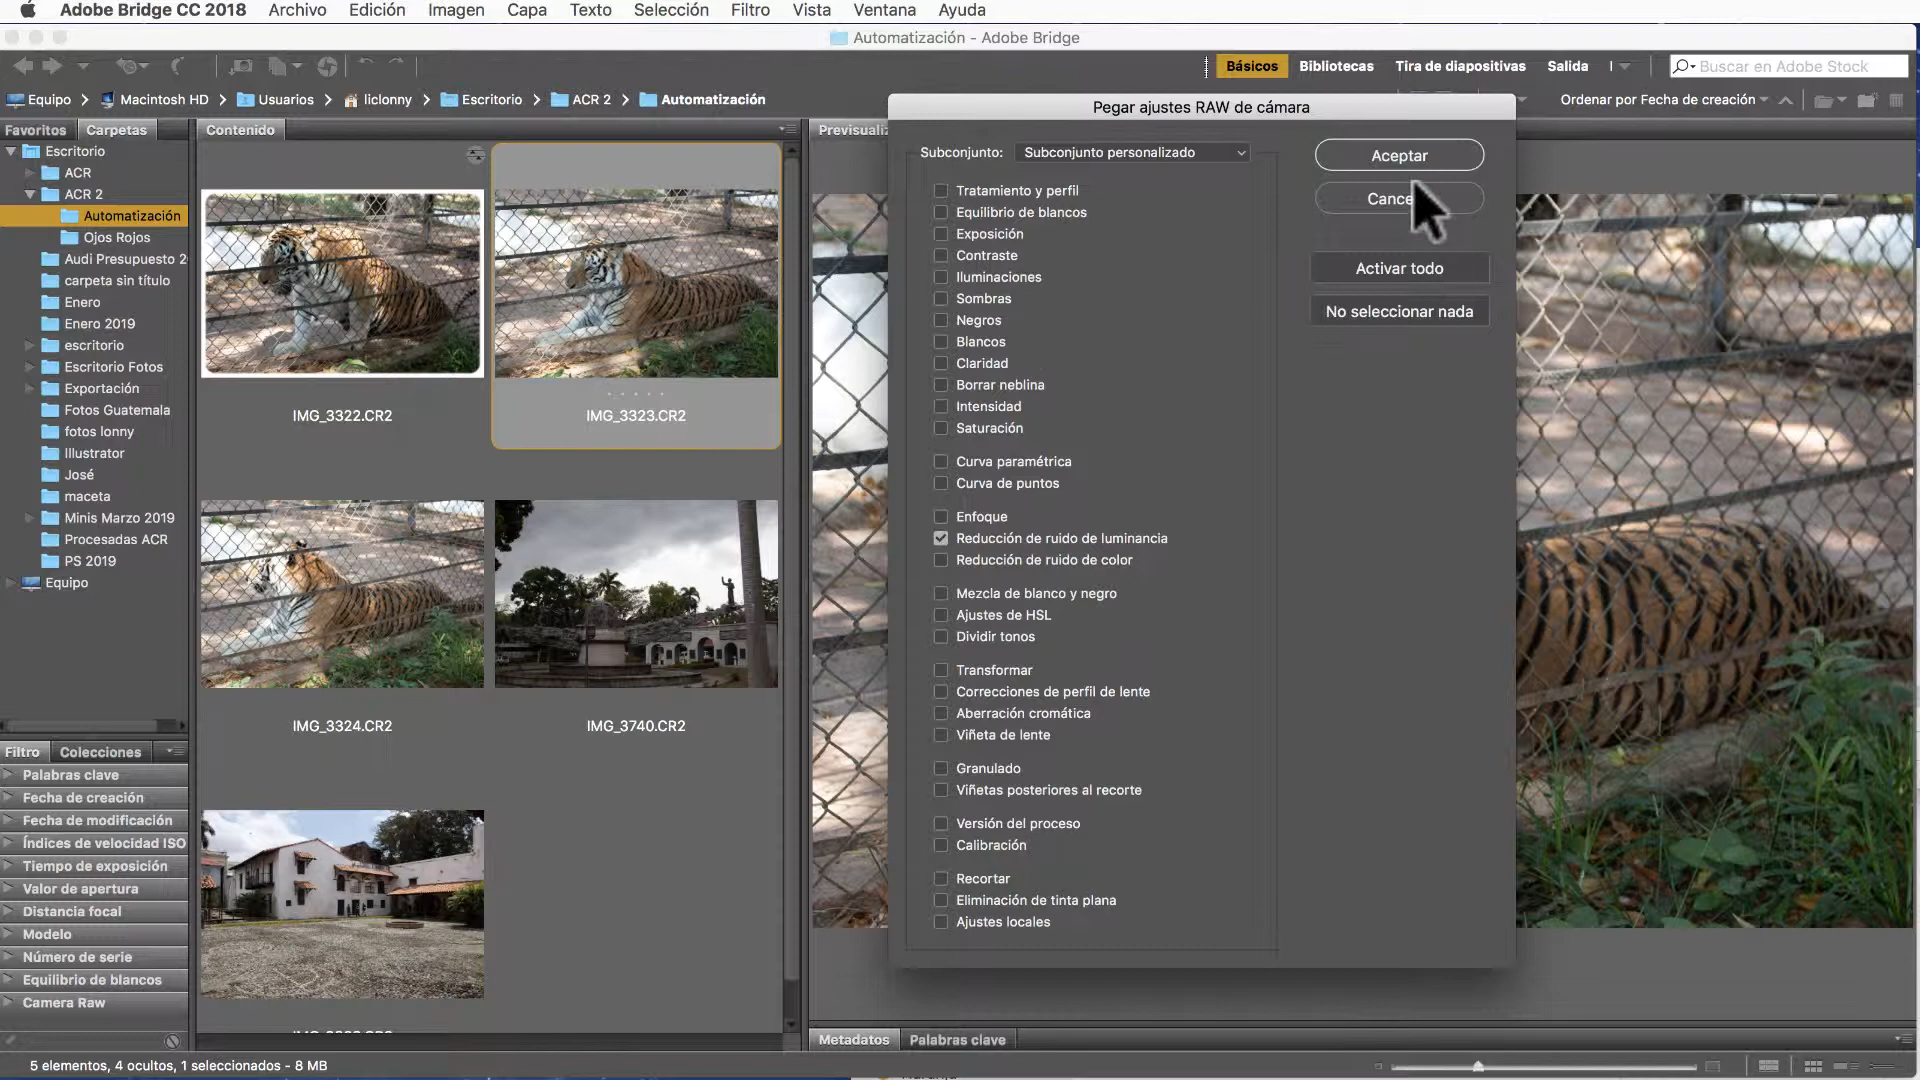 Adobe Bridge CC 2018 Archivo Edición Imagen Capa Texto Selección Filtro Vista Ventana Ayuda
Automatización - Adobe Bridge
Básicos Bibliotecas Tira de diapositivas Salida
Buscar en Adobe Stock
Equipo Macintosh HD Usuarios liclonny Escritorio ACR 2 Automatización
Ordenar por Fecha de creación
Favoritos Carpetas
Escritorio
ACR
ACR 2
Automatización
Ojos Rojos
Audi Presupuesto 2
carpeta sin título
Enero
Enero 2019
escritorio
Escritorio Fotos
Exportación
Fotos Guatemala
fotos lonny
Illustrator
José
maceta
Minis Marzo 2019
Procesadas ACR
PS 2019
Equipo
Filtro Colecciones
Palabras clave
Fecha de creación
Fecha de modificación
Índices de velocidad ISO
Tiempo de exposición
Valor de apertura
Distancia focal
Modelo
Número de serie
Equilibrio de blancos
Camera Raw
Contenido
IMG_3322.CR2
IMG_3323.CR2
IMG_3324.CR2
IMG_3740.CR2
Pegar ajustes RAW de cámara
Subconjunto: Subconjunto personalizado
Tratamiento y perfil
Equilibrio de blancos
Exposición
Contraste
Iluminaciones
Sombras
Negros
Blancos
Claridad
Borrar neblina
Intensidad
Saturación
Curva paramétrica
Curva de puntos
Enfoque
Reducción de ruido de luminancia
Reducción de ruido de color
Mezcla de blanco y negro
Ajustes de HSL
Dividir tonos
Transformar
Correcciones de perfil de lente
Aberración cromática
Viñeta de lente
Granulado
Viñetas posteriores al recorte
Versión del proceso
Calibración
Recortar
Eliminación de tinta plana
Ajustes locales
Aceptar
Cance
Activar todo
No seleccionar nada
Metadatos Palabras clave
5 elementos, 4 ocultos, 1 seleccionados - 8 MB